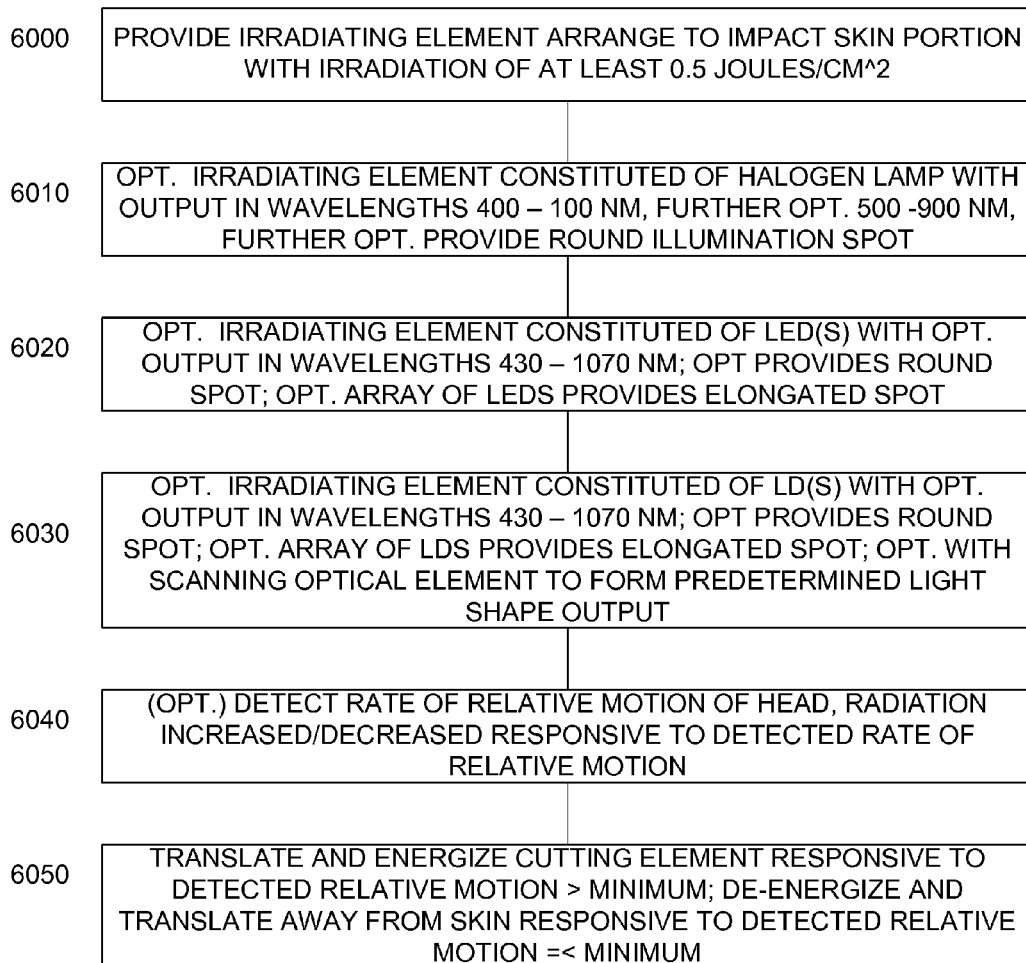 6000
PROVIDE IRRADIATING ELEMENT ARRANGE TO IMPACT SKIN PORTION
WITH IRRADIATION OF AT LEAST 0.5 JOULES/CM^2
6010
OPT. IRRADIATING ELEMENT CONSTITUTED OF HALOGEN LAMP WITH
OUTPUT IN WAVELENGTHS 400 – 100 NM, FURTHER OPT. 500 -900 NM,
FURTHER OPT. PROVIDE ROUND ILLUMINATION SPOT
6020
OPT. IRRADIATING ELEMENT CONSTITUTED OF LED(S) WITH OPT.
OUTPUT IN WAVELENGTHS 430 – 1070 NM; OPT PROVIDES ROUND
SPOT; OPT. ARRAY OF LEDS PROVIDES ELONGATED SPOT
6030
OPT. IRRADIATING ELEMENT CONSTITUTED OF LD(S) WITH OPT.
OUTPUT IN WAVELENGTHS 430 – 1070 NM; OPT PROVIDES ROUND
SPOT; OPT. ARRAY OF LDS PROVIDES ELONGATED SPOT; OPT. WITH
SCANNING OPTICAL ELEMENT TO FORM PREDETERMINED LIGHT
SHAPE OUTPUT
6040
(OPT.) DETECT RATE OF RELATIVE MOTION OF HEAD, RADIATION
INCREASED/DECREASED RESPONSIVE TO DETECTED RATE OF
RELATIVE MOTION
6050
TRANSLATE AND ENERGIZE CUTTING ELEMENT RESPONSIVE TO
DETECTED RELATIVE MOTION > MINIMUM; DE-ENERGIZE AND
TRANSLATE AWAY FROM SKIN RESPONSIVE TO DETECTED RELATIVE
MOTION =< MINIMUM